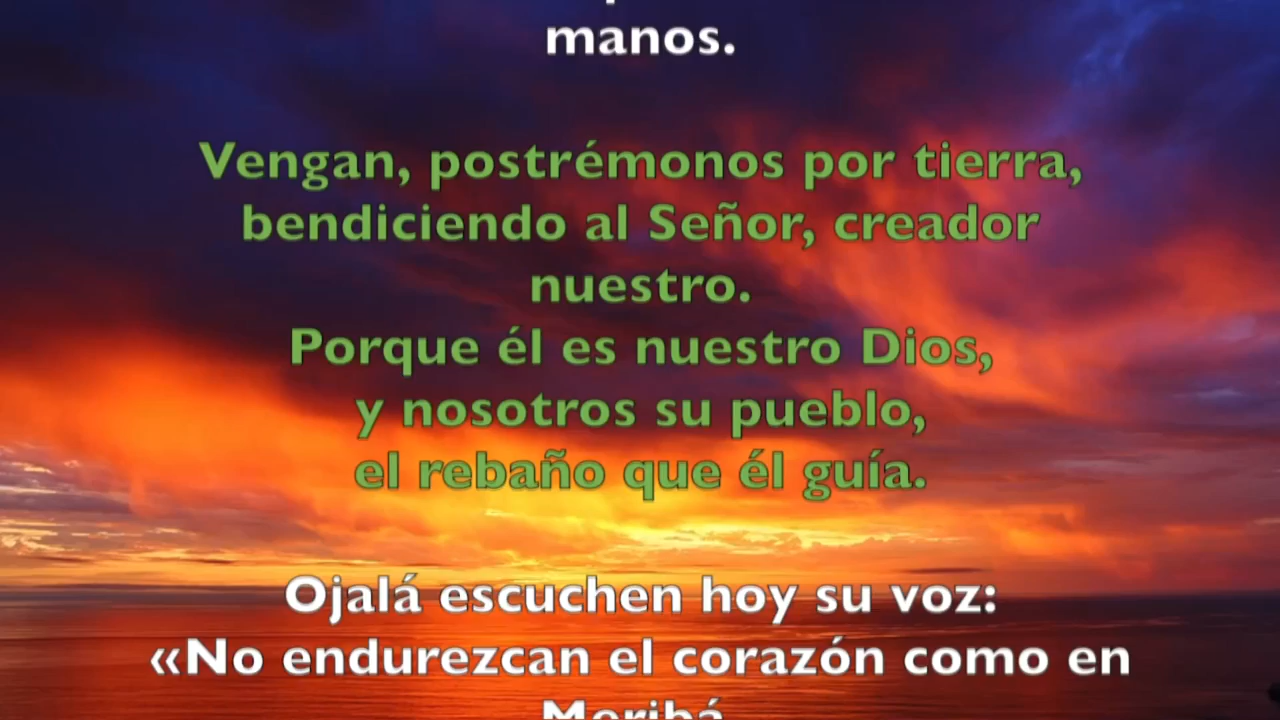 manos.
Vengan, postrémonos por tierra,
bendiciendo al Señor, creador
nuestro.
Porque él es nuestro Dios,
y nosotros su pueblo,
el rebaño que él guía.
Ojalá escuchen hoy su voz:
«No endurezcan el corazón como en
Meribá